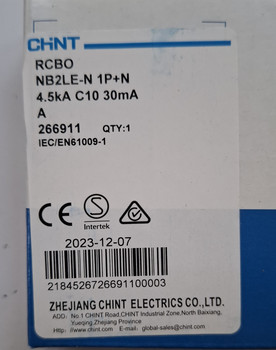 CHNT
RCBO
NB2LE-N 1P+N
4.5kA C10 30mA
A
266911 QTY:1
IEC/EN61009-1
CE S Intertek
2023-12-07
2184526726691100003
ZHEJIANG CHINT ELECTRICS CO.,LTD.
ADD: No.1 CHINT Road,CHINT Industrial Zone,North Baixiang,
Yueqing,Zhejiang Province
Http://www.chint.com E-mail: global-sales@chint.com